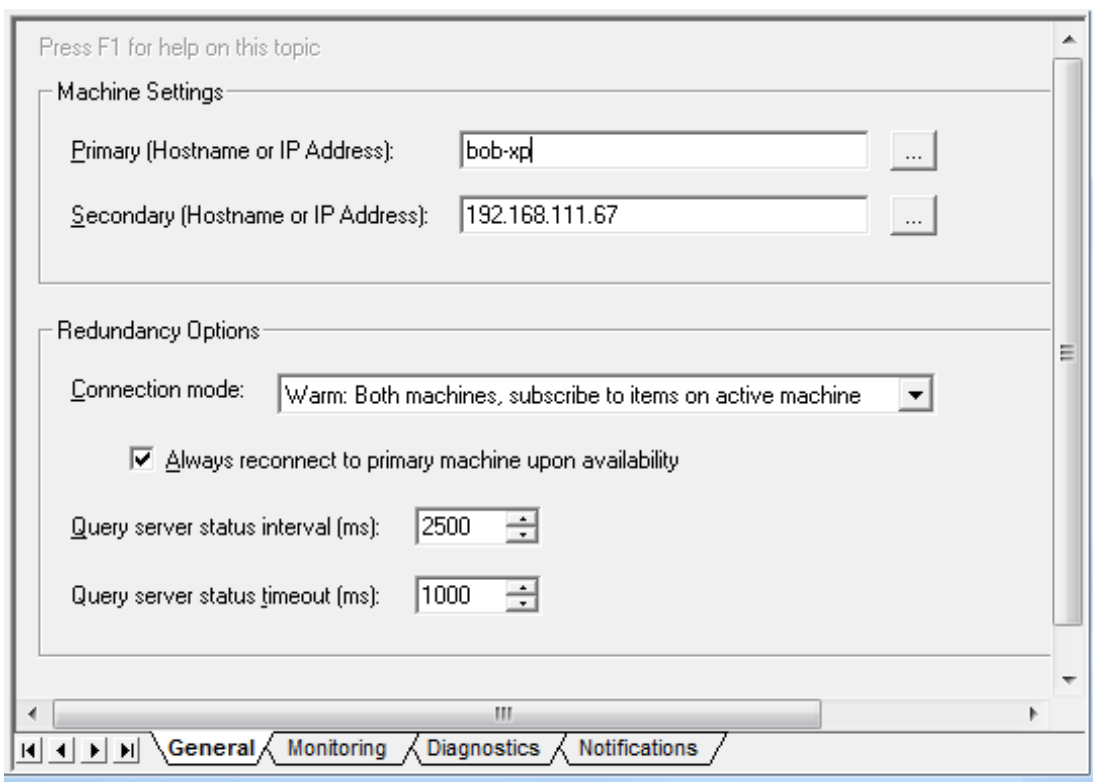 Press F1 for help on this topic
Machine Settings
Primary (Hostname or IP Address): bob-xp ...
Secondary (Hostname or IP Address): 192.168.111.67 ...
Redundancy Options
Connection mode: Warm: Both machines, subscribe to items on active machine
Always reconnect to primary machine upon availability
Query server status interval (ms): 2500
Query server status timeout (ms): 1000
General Monitoring Diagnostics Notifications